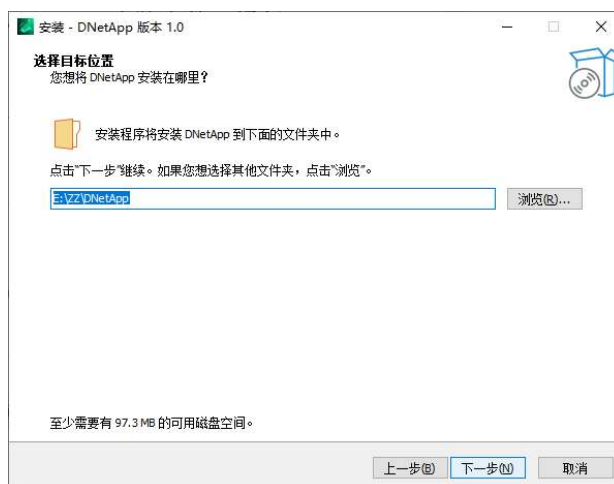 安装 - DNetApp 版本 1.0
选择目标位置
您想将 DNetApp 安装在哪里？
安装程序将安装 DNetApp 到下面的文件夹中。
点击“下一步”继续。如果您想选择其他文件夹，点击“浏览”。
E:\ZZ\DNetApp
浏览(R)...
至少需要有 97.3 MB 的可用磁盘空间。
上一步(B) 下一步(N) 取消